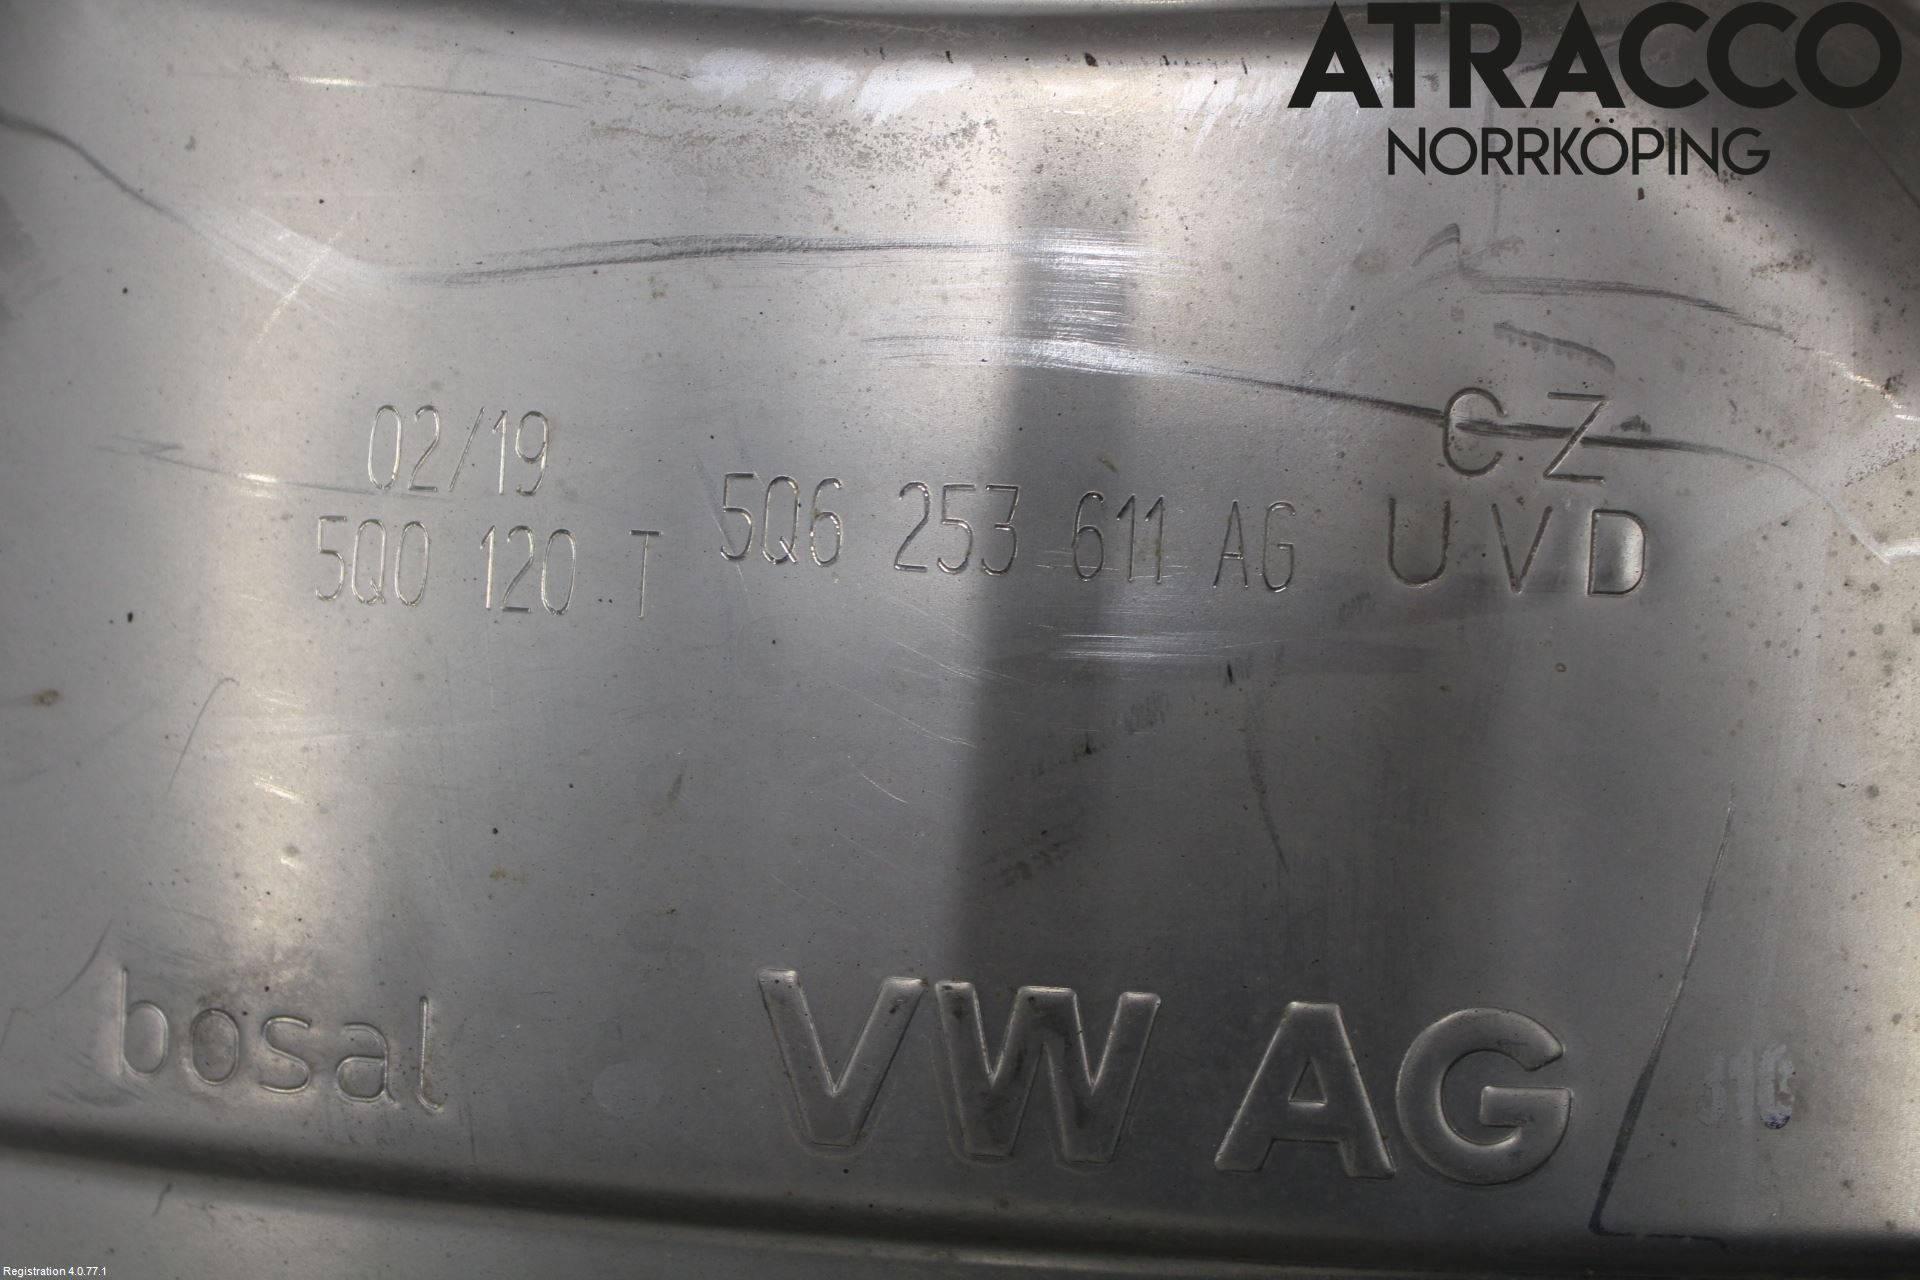 ATRACCO
NORRKÖPING
02/19
5Q0 120 T
5Q6 253 611 AG
CZ
UVD
bosal
VW AG
Registration 4.0.77.1